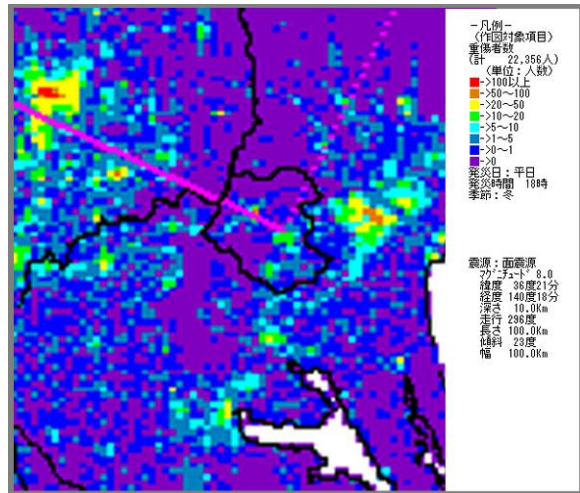 －凡例－
(作図対象項目)
重傷者数
(計 22,356人)
(単位：人数)
->100以上
->50～100
->20～50
->10～20
->5～10
->1～5
->0～1
->0
発災日：平日
発災時間 18時
季節：冬
震源：面震源
ﾏｸﾞﾆﾁｭｰﾄﾞ 8.0
緯度 36度21分
経度 140度18分
深さ 10.0Km
走行 296度
長さ 100.0Km
傾斜 23度
幅 100.0Km